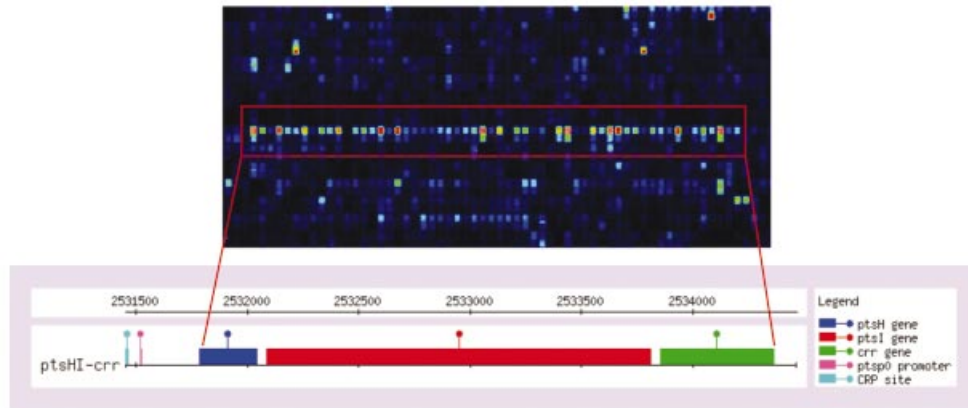 2531500 2532000 2532500 2533000 2533500 2534000
Legend
ptsH gene
ptsI gene
crr gene
ptsp0 promoter
CRP site
ptsHI-crr